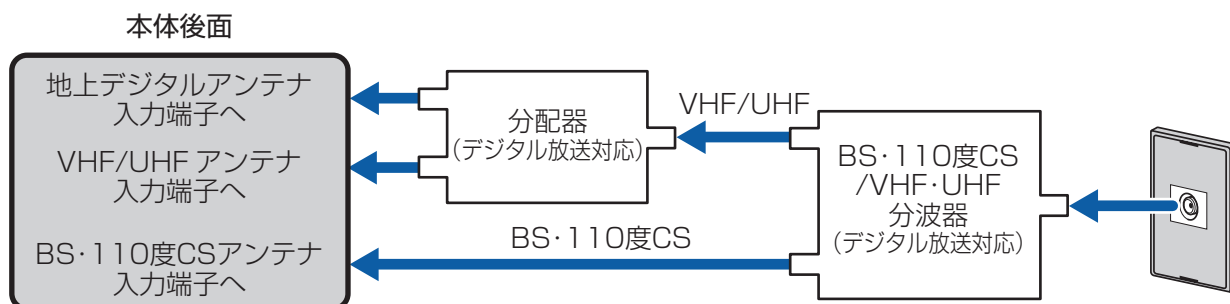 本体後面
地上デジタルアンテナ
入力端子へ
VHF/UHF アンテナ
入力端子へ
BS･110度CSアンテナ
入力端子へ
分配器
(デジタル放送対応)
VHF/UHF
BS･110度CS
BS･110度CS
/VHF･UHF
分波器
(デジタル放送対応)